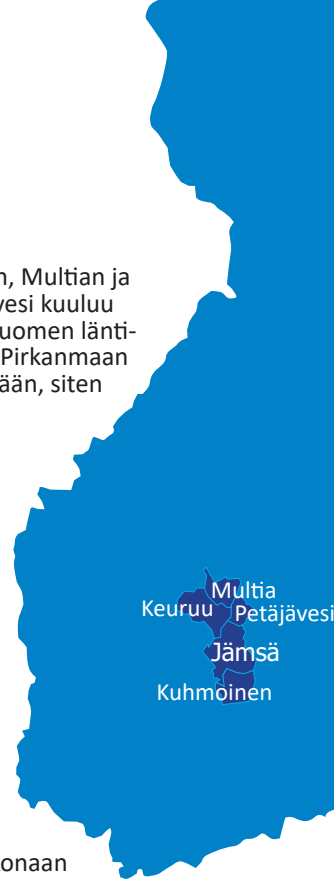 n, Multian ja
vesi kuuluu
uomen länti-
Pirkanmaan
ään, siten
Multia
Keuruu
Petäjävesi
Jämsä
Kuhmoinen
onaan